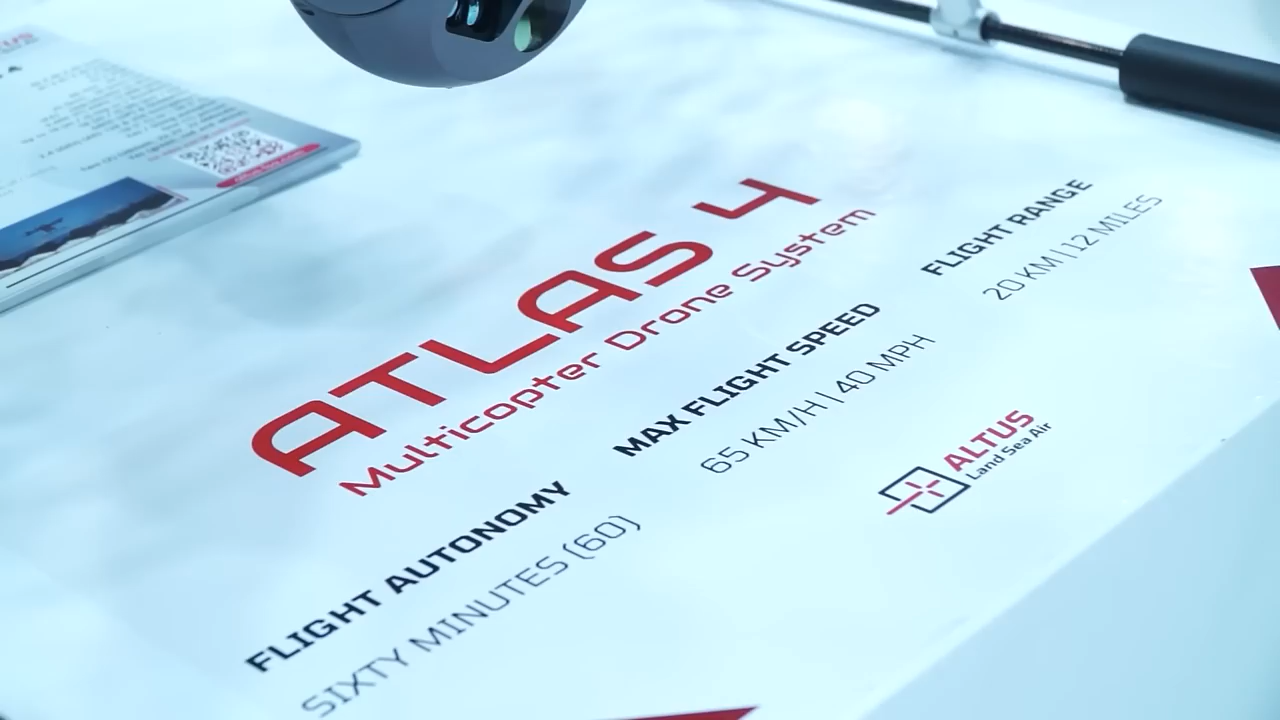 ATLAS 4
Multicopter Drone System
FLIGHT AUTONOMY
SIXTY MINUTES (60)
MAX FLIGHT SPEED
65 KM/H | 40 MPH
FLIGHT RANGE
20 KM | 12 MILES
ALTUS
Land Sea Air